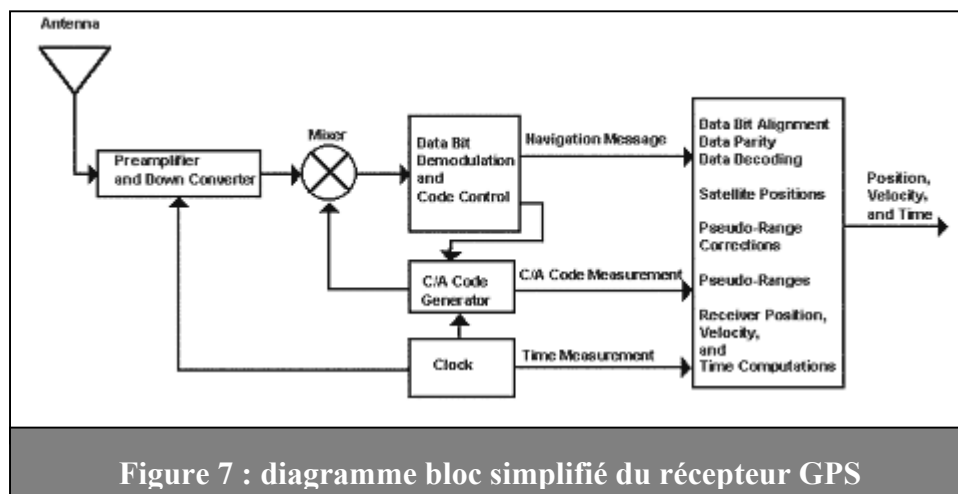 Antenna
Preamplifier
and Down Converter
Mixer
Data Bit
Demodulation
and
Code Control
Navigation Message
C/A Code
Generator
C/A Code Measurement
Clock
Time Measurement
Data Bit Alignment
Data Parity
Data Decoding
Satellite Positions
Pseudo-Range
Corrections
Pseudo-Ranges
Receiver Position,
Velocity,
and
Time Computations
Position,
Velocity,
and Time
Figure 7 : diagramme bloc simplifié du récepteur GPS